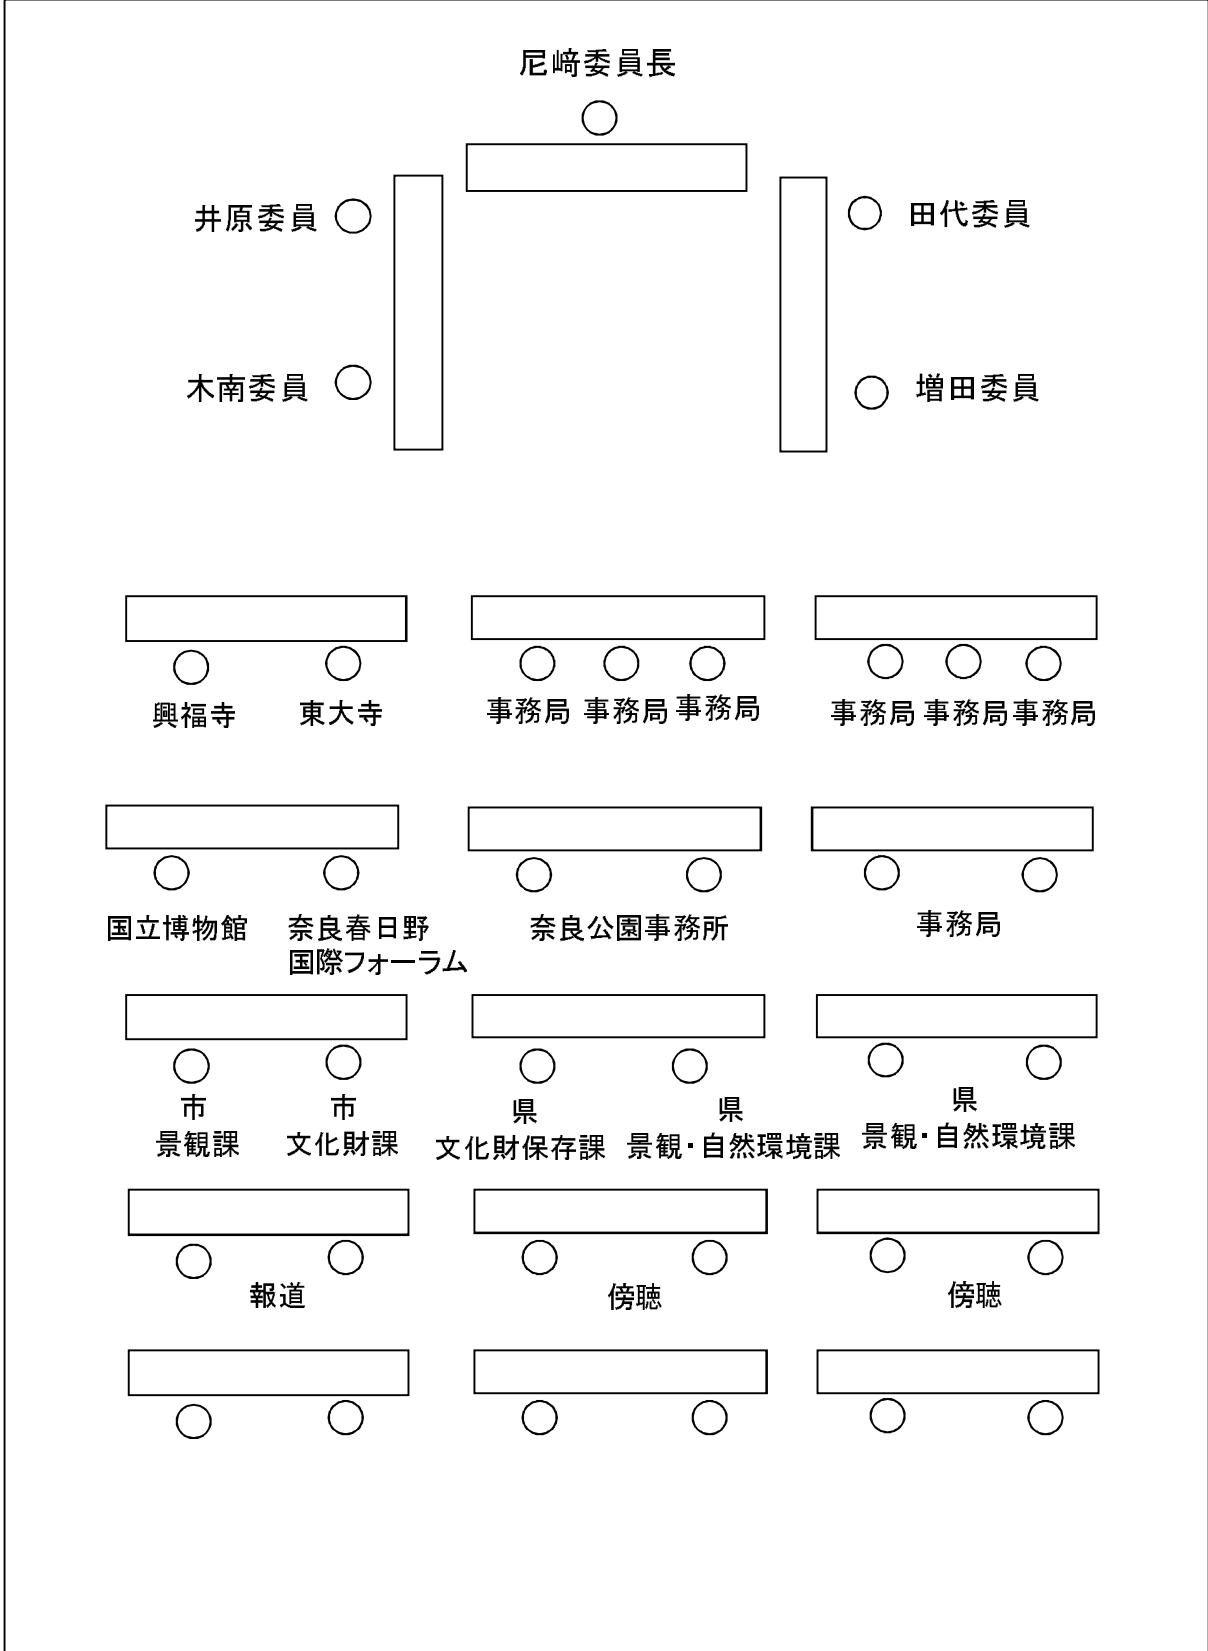 尼﨑委員長
井原委員
田代委員
木南委員
増田委員
興福寺
東大寺
事務局
事務局
事務局
事務局
事務局
事務局
国立博物館
奈良春日野
国際フォーラム
奈良公園事務所
事務局
市
景観課
市
文化財課
県
文化財保存課
県
景観・自然環境課
県
景観・自然環境課
報道
傍聴
傍聴